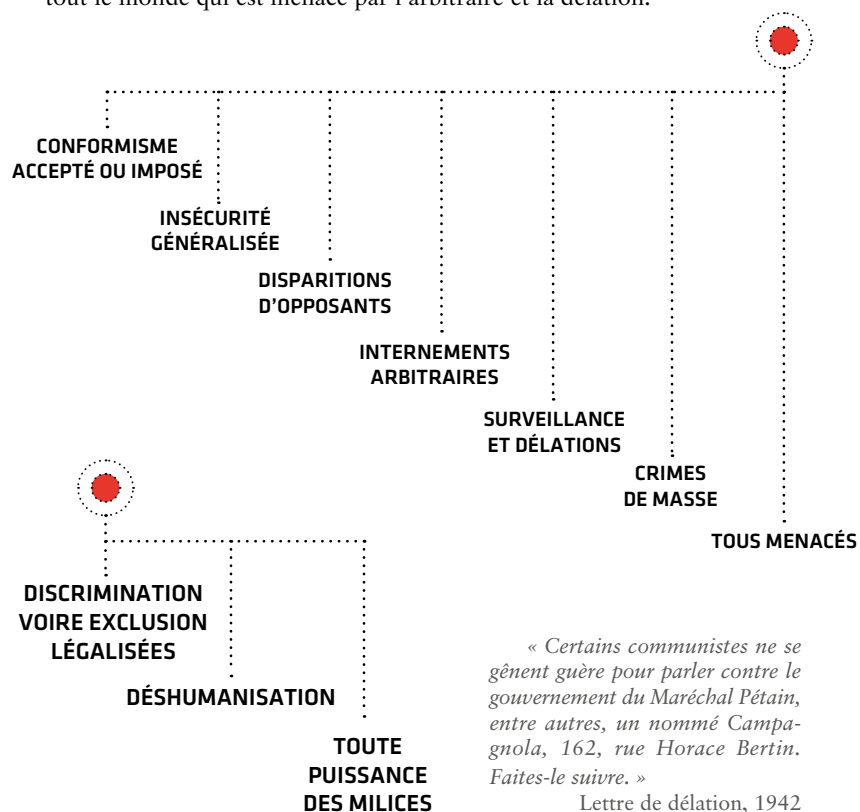 tout le monde qui est menacé par l'arbitraire et la délation.
CONFORMISME
ACCEPTÉ OU IMPOSÉ
INSÉCURITÉ
GÉNÉRALISÉE
DISPARITIONS
D'OPPOSANTS
INTERNEMENTS
ARBITRAIRES
SURVEILLANCE
ET DÉLATIONS
CRIMES
DE MASSE
TOUS MENACÉS
DISCRIMINATION
VOIRE EXCLUSION
LÉGALISÉES
DÉSHUMANISATION
TOUTE
PUISSANCE
DES MILICES
« Certains communistes ne se
gênent guère pour parler contre le
gouvernement du Maréchal Pétain,
entre autres, un nommé Campa-
gnola, 162, rue Horace Bertin.
Faites-le suivre. »
Lettre de délation, 1942